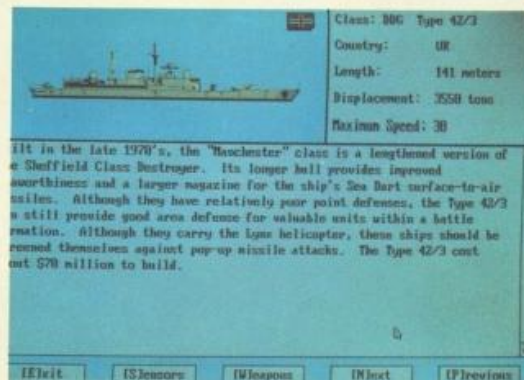 Class: DDG Type 42/3
Country: UK
Length: 141 meters
Displacement: 3550 tons
Maximum Speed: 30
ilt in the late 1970's, the "Manchester" class is a lengthened version of
e Sheffield Class Destroyer. Its longer hull provides improved
aworthiness and a larger magazine for the ship's Sea Dart surface-to-air
ssiles. Although they have relatively poor point defenses, the Type 42/3
n still provide good area defense for valuable units within a battle
rmation. Although they carry the Lynx helicopter, these ships should be
reened themselves against pop-up missile attacks. The Type 42/3 cost
out $70 million to build.
[E]xit [S]ensors [W]eapons [N]ext [P]revious